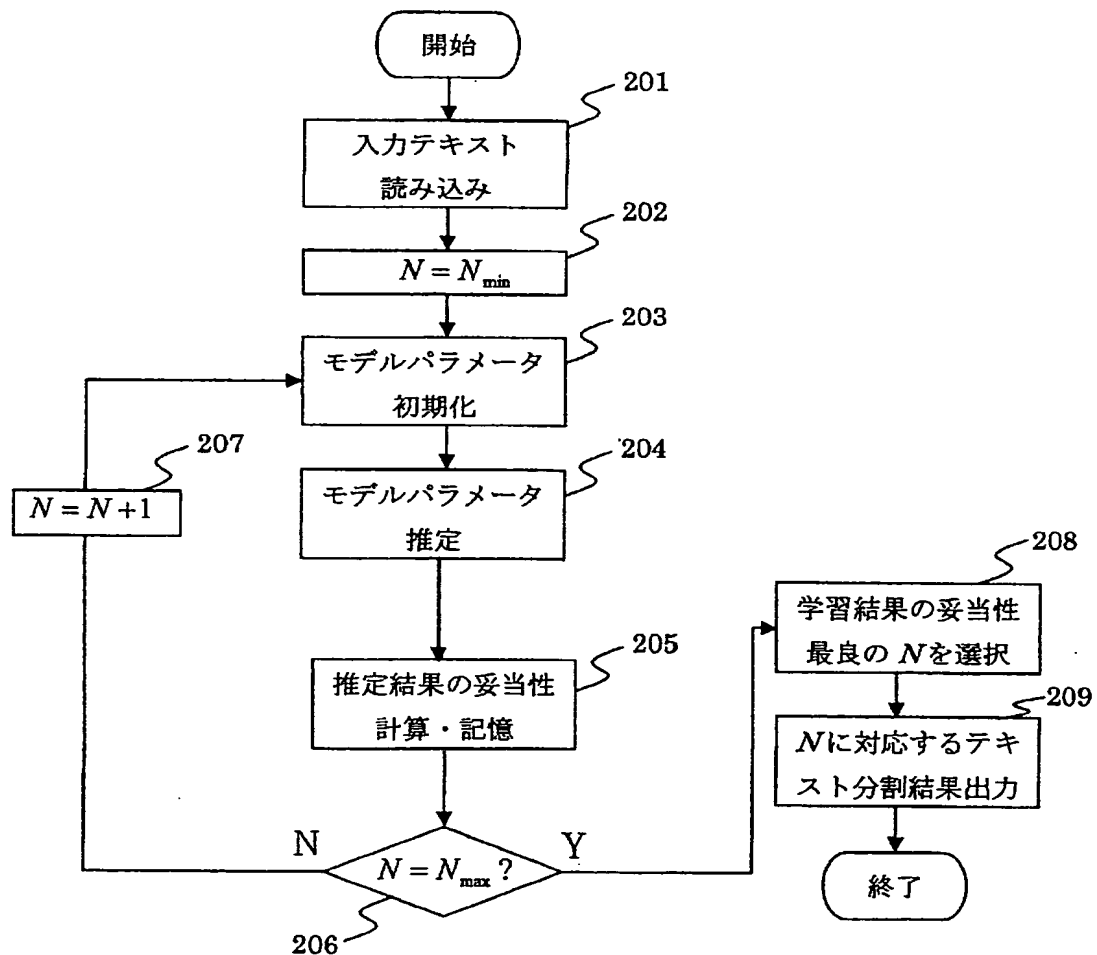 開始
201
入力テキスト
読み込み
202
N = N min
203
モデルパラメータ
初期化
207
N = N+1
204
モデルパラメータ
推定
208
学習結果の妥当性
最良の Nを選択
205
推定結果の妥当性
計算・記憶
209
Nに対応するテキ
スト分割結果出力
N
N = N max ?
Y
206
終了